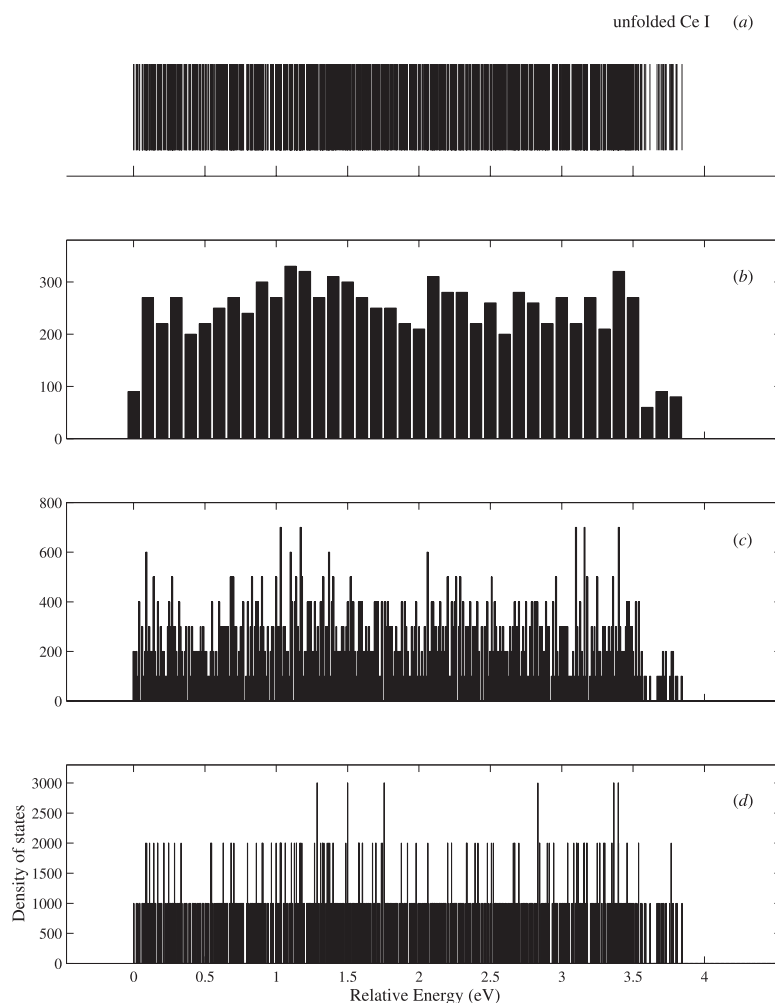 unfolded Ce I (a)
(b)
300
200
100
0
800
(c)
600
400
200
0
(d)
3000
2500
2000
1500
1000
500
0
Density of states
0 0.5 1 1.5 2 2.5 3 3.5 4
Relative Energy (eV)